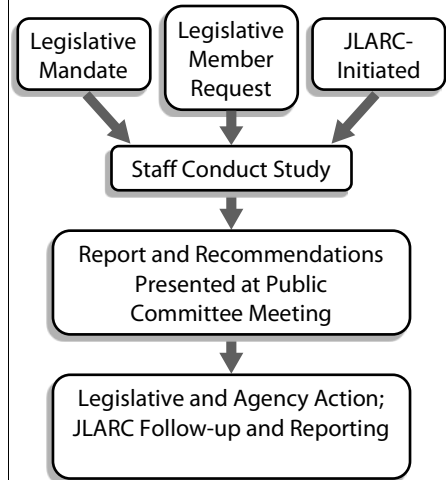 Legislative
Mandate
Legislative
Member
Request
JLARC-
Initiated
Staff Conduct Study
Report and Recommendations
Presented at Public
Committee Meeting
Legislative and Agency Action;
JLARC Follow-up and Reporting